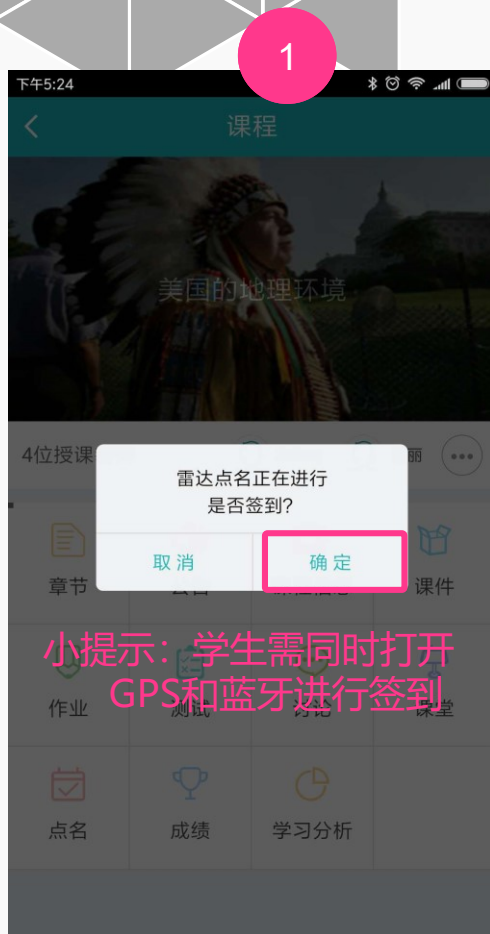 1
下午5:24
课程
美国的地理环境
4位授课
丽
雷达点名正在进行
是否签到?
取消
确定
章节
课件
小提示：学生需同时打开
GPS和蓝牙进行签到
作业
测试
讨论
课堂
点名
成绩
学习分析